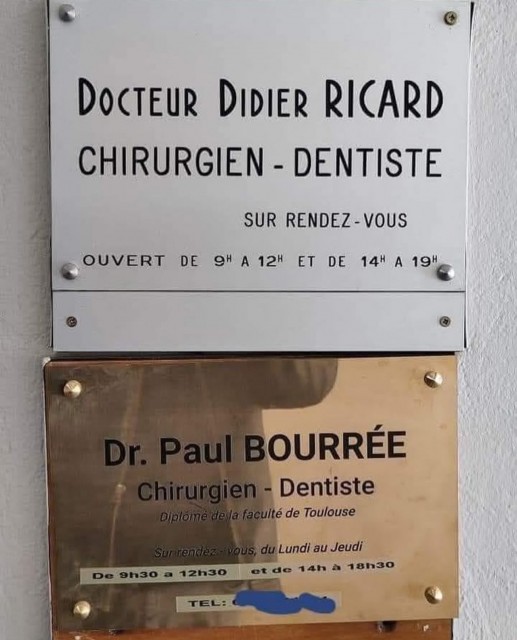 DOCTEUR DIDIER RICARD
CHIRURGIEN - DENTISTE
SUR RENDEZ-VOUS
OUVERT DE 9H A 12H ET DE 14H A 19H
Dr. Paul BOURRÉE
Chirurgien - Dentiste
Diplômé de la faculté de Toulouse
Sur rendez-vous, du Lundi au Jeudi
De 9h30 a 12h30 et de 14h à 18h30
TEL: